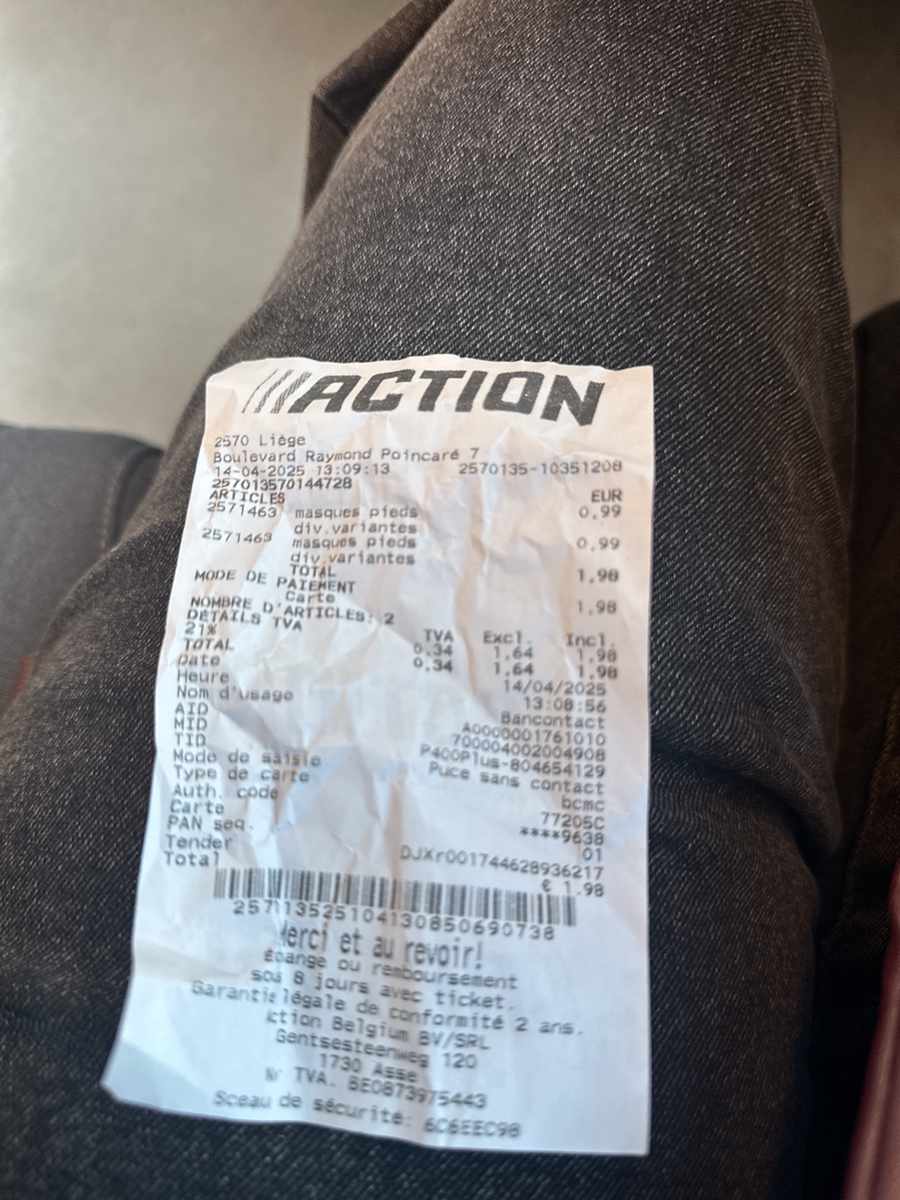 ///ACTION
2570 Liège
Boulevard Raymond Poincaré 7
14-04-2025 13:09:13 2570135-10351208
257013570144728
ARTICLES EUR
2571463 masques pieds 0,99
div.variantes
2571463 masques pieds 0,99
div.variantes
TOTAL 1,98
MODE DE PAIEMENT
Carte 1,98
NOMBRE D'ARTICLES: 2
DÉTAILS TVA TVA Excl. Incl.
21% 0.34 1,64 1,98
TOTAL 0.34 1,64 1,98
Date 14/04/2025
Heure 13:08:56
Nom d'usage Bancontact
AID A0000001761010
MID 700004002004908
TID P400Plus-804654129
Mode de saisie Puce sans contact
Type de carte bcmc
Auth. code 77205C
Carte ****9638
PAN seq. 01
Tender DJXr001744628936217
Total € 1.98
Merci et au revoir!
ou remboursement
8 jours avec ticket.
Garantie légale de conformité 2 ans.
Action Belgium BV/SRL
Gentsesteenweg 120
1730 Asse
Nr TVA. BE0873975443
Sceau de sécurité: 6C6EEC98